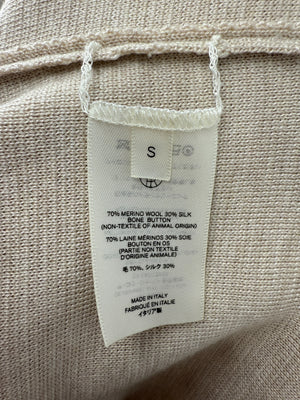 S
70% MERINO WOOL 30% SILK
BONE BUTTON
(NON-TEXTILE OF ANIMAL ORIGIN)
70% LAINE MÉRINOS 30% SOIE
BOUTON EN OS
(PARTIE NON TEXTILE
D'ORIGINE ANIMALE)
毛 70%, シルク 30%
MADE IN ITALY
FABRIQUÉ EN ITALIE
イタリア製